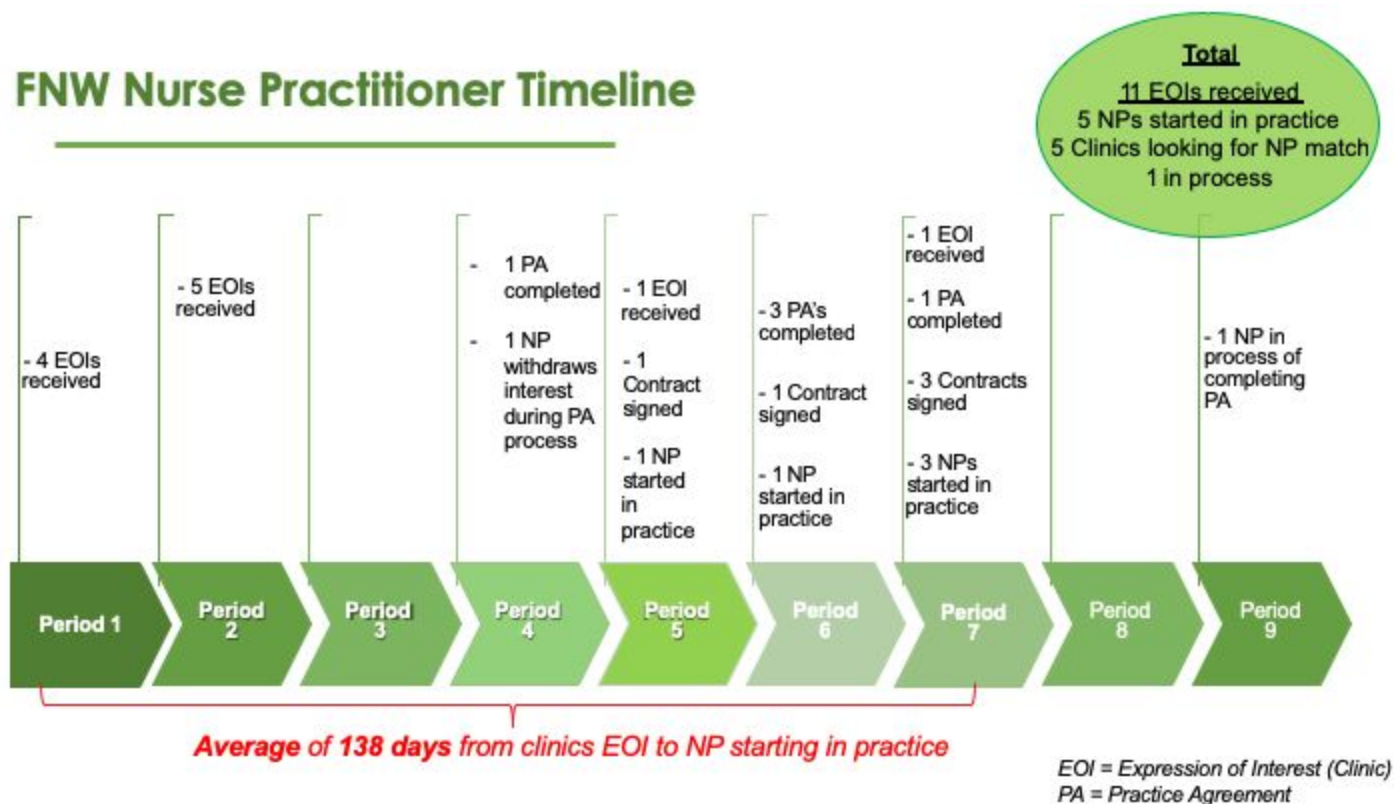 FNW Nurse Practitioner Timeline
Total
11 EOIs received
5 NPs started in practice
5 Clinics looking for NP match
1 in process
- 4 EOIs
received
- 5 EOIs
received
- 1 PA
completed
- 1 NP
withdraws
interest
during PA
process
- 1 EOI
received
- 1
Contract
signed
- 1 NP
started
in
practice
- 3 PA's
completed
- 1 Contract
signed
- 1 NP
started in
practice
- 1 EOI
received
- 1 PA
completed
- 3 Contracts
signed
- 3 NPs
started in
practice
- 1 NP in
process of
completing
PA
Period 1
Period
2
Period
3
Period
4
Period
5
Period
6
Period
7
Period
8
Period
9
Average of 138 days from clinics EOI to NP starting in practice
EOI = Expression of Interest (Clinic)
PA = Practice Agreement